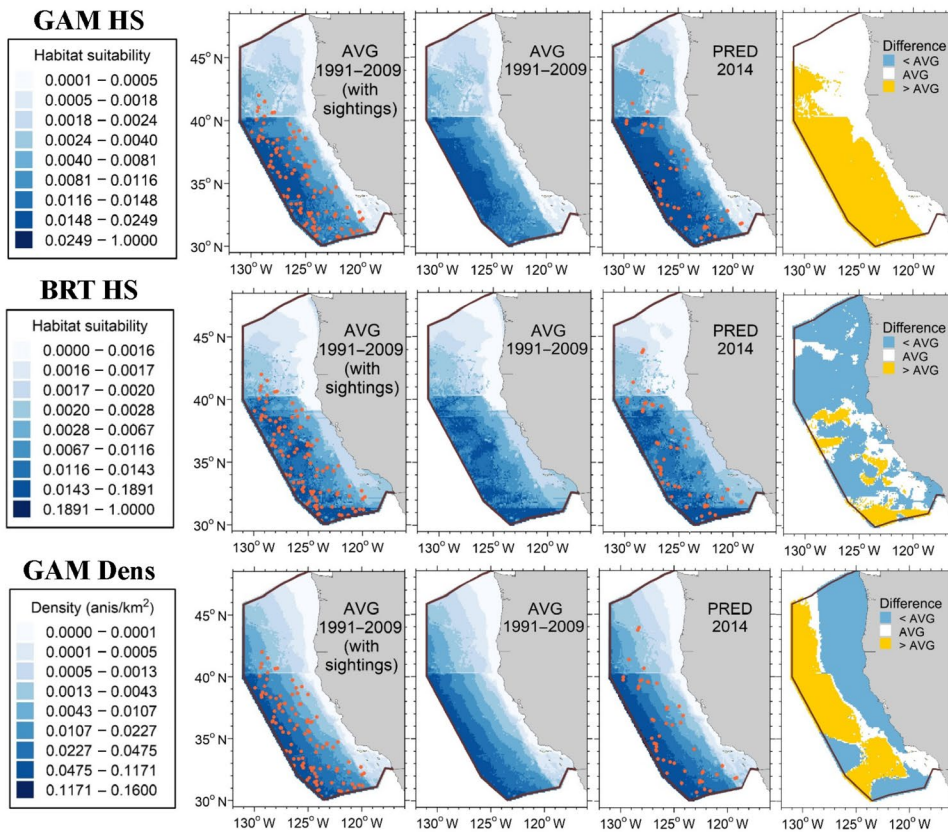 GAM HS
Habitat suitability
0.0001 – 0.0005
0.0005 – 0.0018
0.0018 – 0.0024
0.0024 – 0.0040
0.0040 – 0.0081
0.0081 – 0.0116
0.0116 – 0.0148
0.0148 – 0.0249
0.0249 – 1.0000
45° N
40° N
35° N
30° N
AVG
1991–2009
(with
sightings)
AVG
1991–2009
PRED
2014
Difference
< AVG
AVG
> AVG
130° W
125° W
120° W
130° W
125° W
120° W
130° W
125° W
120° W
130° W
125° W
120° W
BRT HS
Habitat suitability
0.0000 – 0.0016
0.0016 – 0.0017
0.0017 – 0.0020
0.0020 – 0.0028
0.0028 – 0.0067
0.0067 – 0.0116
0.0116 – 0.0143
0.0143 – 0.1891
0.1891 – 1.0000
45° N
40° N
35° N
30° N
AVG
1991–2009
(with
sightings)
AVG
1991–2009
PRED
2014
Difference
< AVG
AVG
> AVG
130° W
125° W
120° W
130° W
125° W
120° W
130° W
125° W
120° W
130° W
125° W
120° W
GAM Dens
Density (anis/km²)
0.0000 – 0.0001
0.0001 – 0.0005
0.0005 – 0.0013
0.0013 – 0.0043
0.0043 – 0.0107
0.0107 – 0.0227
0.0227 – 0.0475
0.0475 – 0.1171
0.1171 – 0.1600
45° N
40° N
35° N
30° N
AVG
1991–2009
(with
sightings)
AVG
1991–2009
PRED
2014
Difference
< AVG
AVG
> AVG
130° W
125° W
120° W
130° W
125° W
120° W
130° W
125° W
120° W
130° W
125° W
120° W